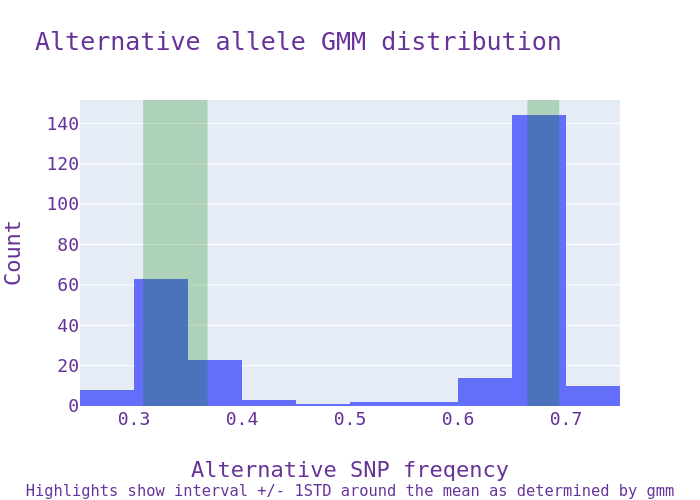 Alternative allele GMM distribution
140
120
100
80
60
40
20
0
Count
0.3 0.4 0.5 0.6 0.7
Alternative SNP freqency
Highlights show interval +/- 1STD around the mean as determined by gmm